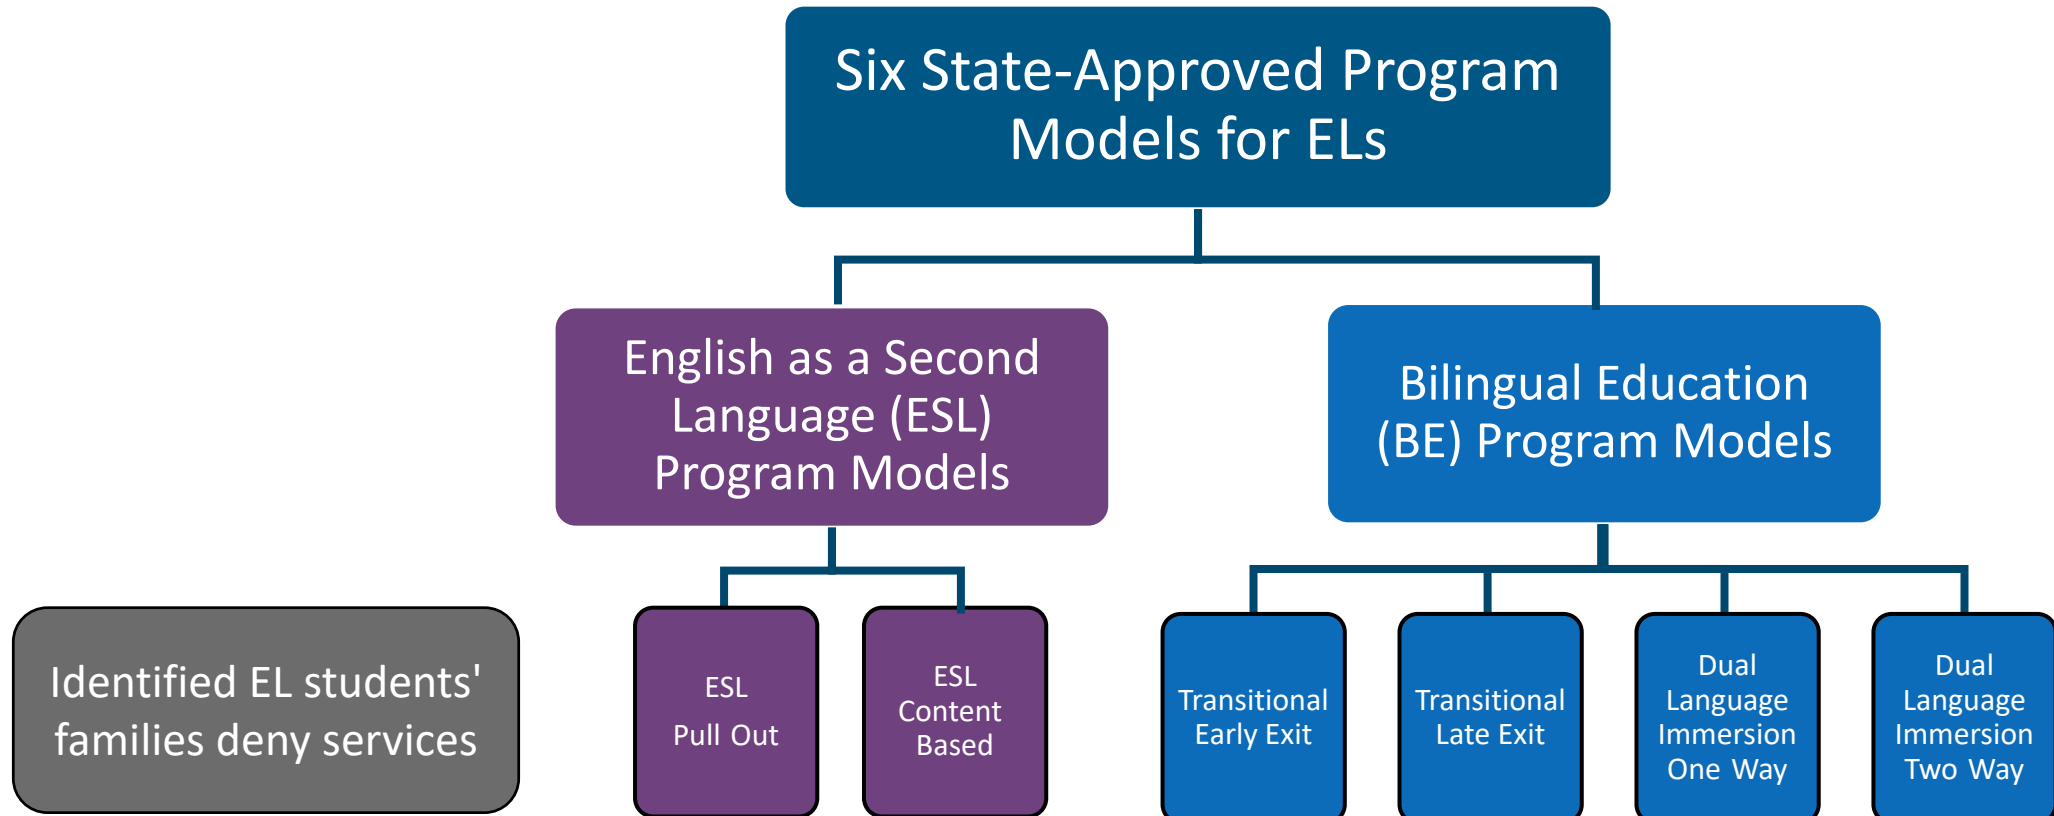 Six State-Approved Program
Models for ELs
English as a Second
Language (ESL)
Program Models
Bilingual Education
(BE) Program Models
Identified EL students'
families deny services
ESL
Pull Out
ESL
Content
Based
Transitional
Early Exit
Transitional
Late Exit
Dual
Language
Immersion
One Way
Dual
Language
Immersion
Two Way